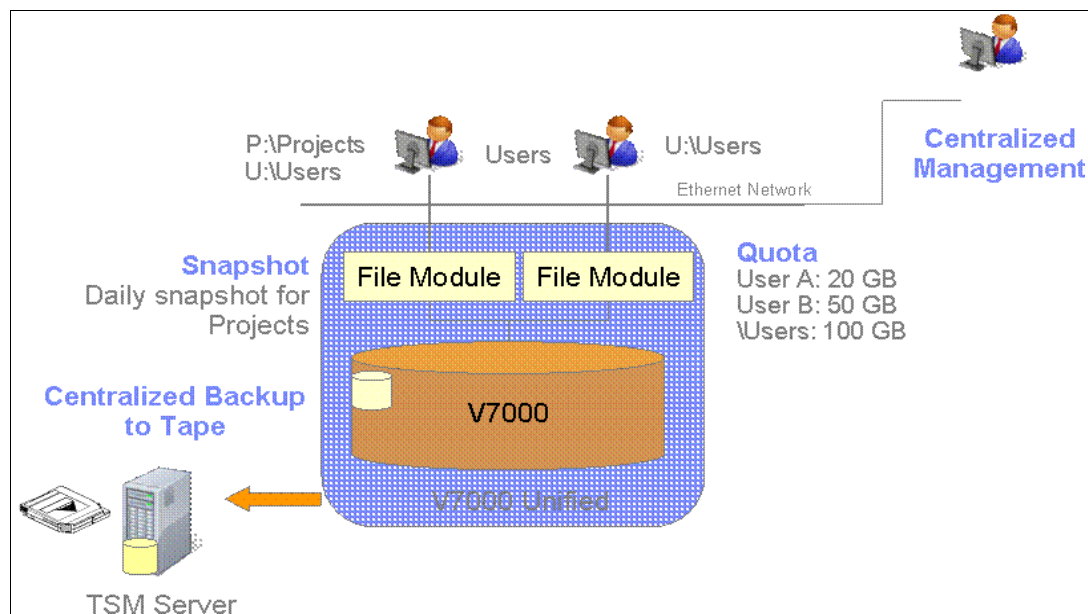 P:\Projects
U:\Users
Users
U:\Users
Centralized
Management
Ethernet Network
Snapshot
Daily snapshot for
Projects
File Module
File Module
Quota
User A: 20 GB
User B: 50 GB
\Users: 100 GB
Centralized Backup
to Tape
V7000
V7000 Unified
TSM Server